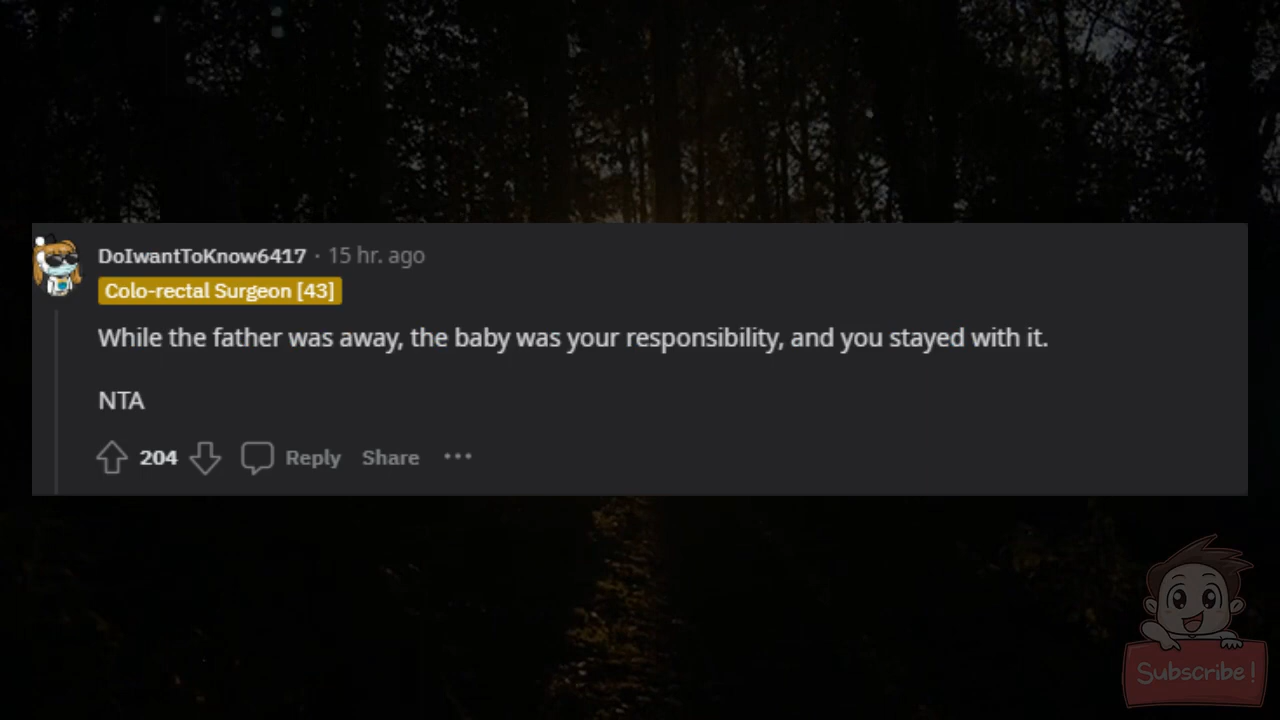 DoIwantToKnow6417 · 15 hr. ago
Colo-rectal Surgeon [43]
While the father was away, the baby was your responsibility, and you stayed with it.
NTA
204 Reply Share ···
Subscribe!